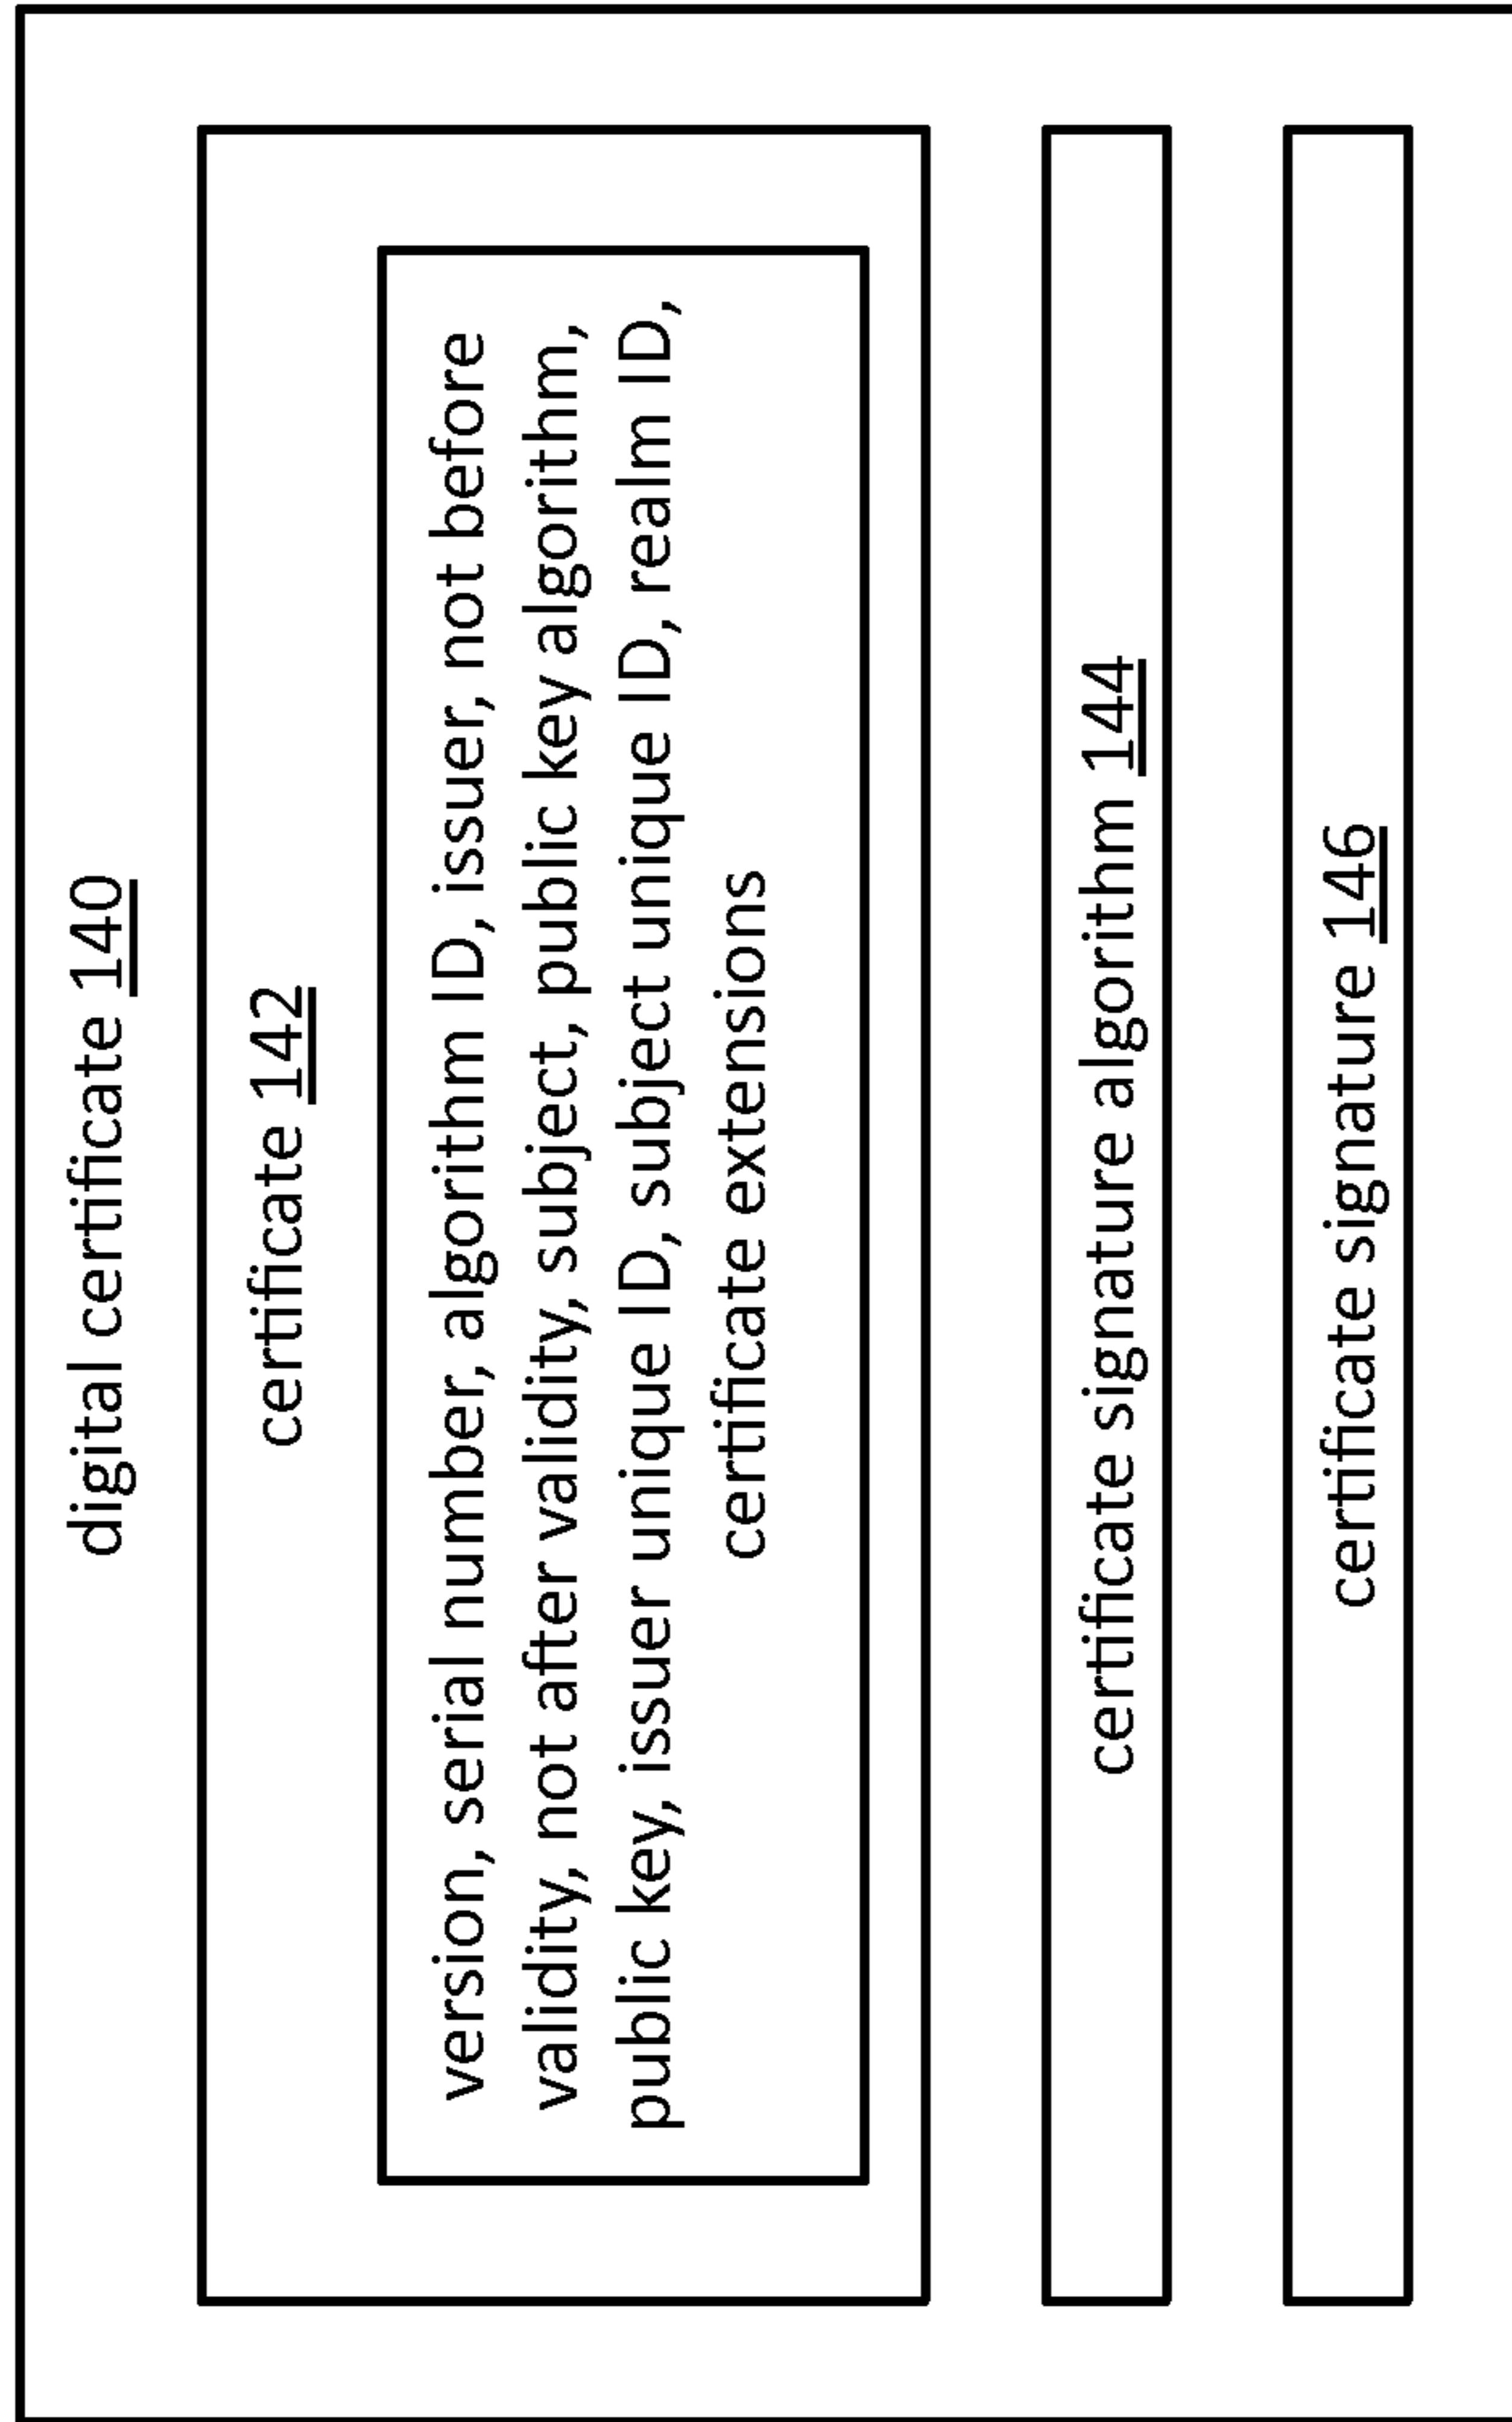 digital certificate 140
certificate 142
version, serial number, algorithm ID, issuer, not before
validity, not after validity, subject, public key algorithm,
public key, issuer unique ID, subject unique ID, realm ID,
certificate extensions
certificate signature algorithm 144
certificate signature 146